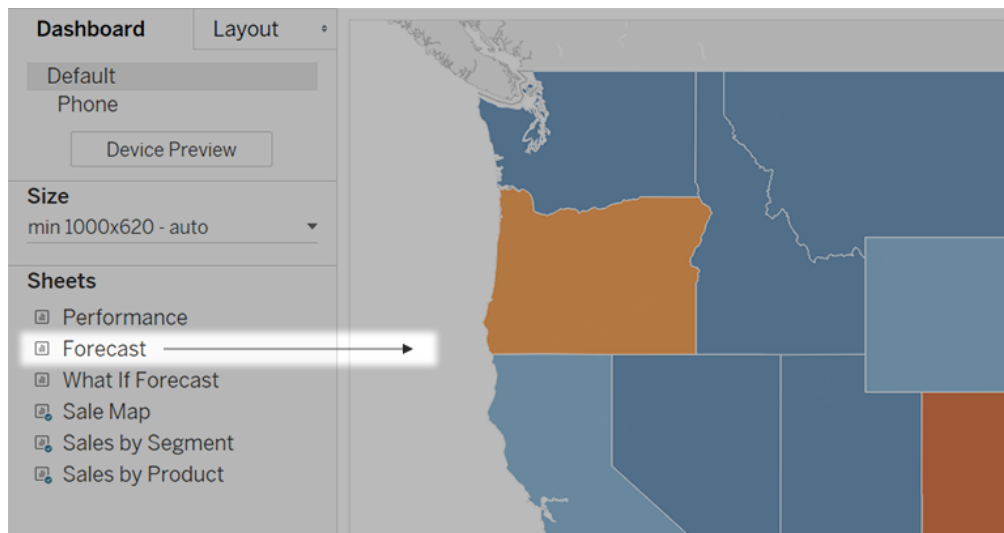 Dashboard Layout
Default
Phone
Device Preview
Size
min 1000x620 - auto
Sheets
Performance
Forecast
What If Forecast
Sale Map
Sales by Segment
Sales by Product